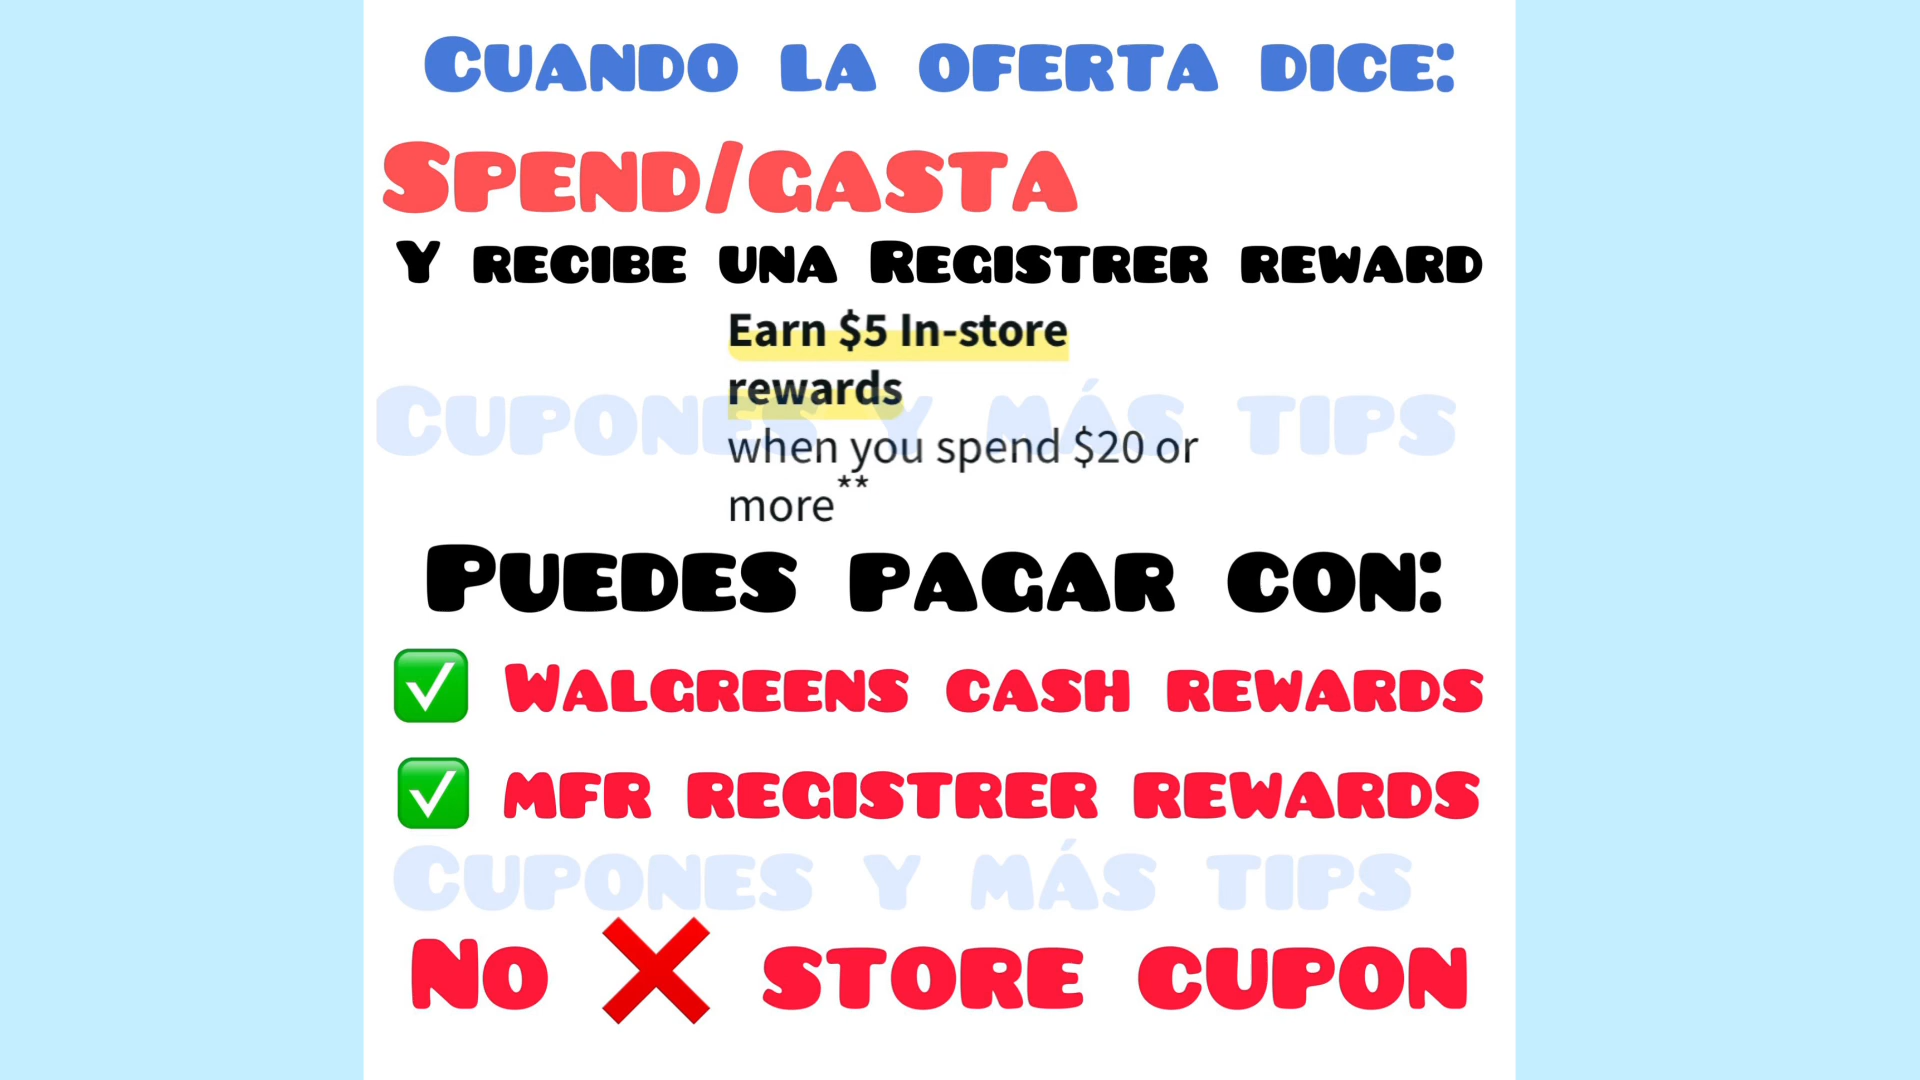 Cuando la oferta dice:
Spend/gasta
Y recibe una Registrer reward
Earn $5 In-store
rewards
Cupones y más tips
when you spend $20 or
more**
Puedes pagar con:
✅ Walgreens cash rewards
✅ mfr registrer rewards
Cupones y más tips
No ❌ store cupon